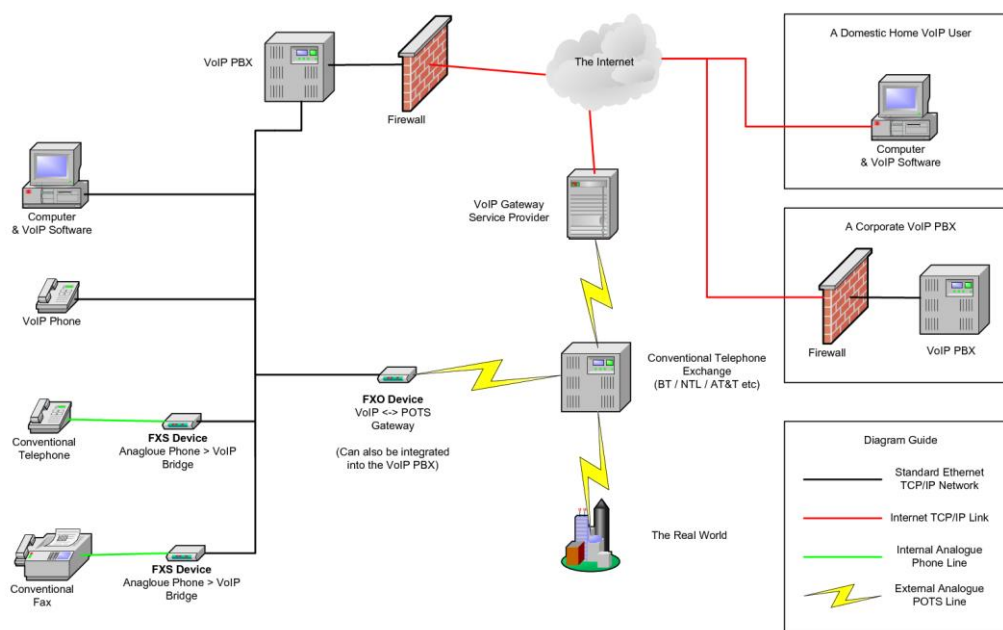 VoIP PBX
Firewall
The Internet
A Domestic Home VoIP User
Computer
& VoIP Software
Computer
& VoIP Software
VoIP Gateway
Service Provider
A Corporate VoIP PBX
Firewall
VoIP PBX
VoIP Phone
Conventional Telephone
Exchange
(BT / NTL / AT&T etc)
FXO Device
VoIP <-> POTS
Gateway
(Can also be integrated
into the VoIP PBX)
Conventional
Telephone
FXS Device
Anagloue Phone > VoIP
Bridge
Diagram Guide
Standard Ethernet
TCP/IP Network
Internet TCP/IP Link
Internal Analogue
Phone Line
External Analogue
POTS Line
The Real World
Conventional
Fax
FXS Device
Anagloue Phone > VoIP
Bridge